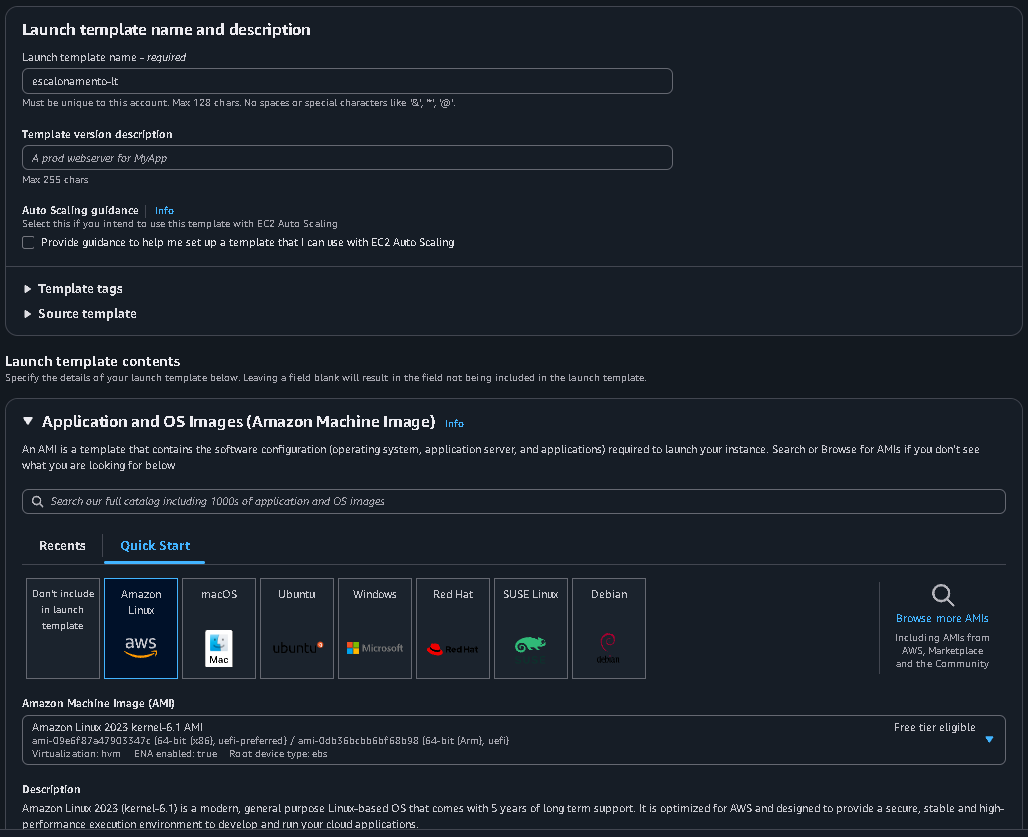 Launch template name and description
Launch template name - required
escalonamento-lt
Must be unique to this account. Max 128 chars. No spaces or special characters like '&', '*', '@'.
Template version description
A prod webserver for MyApp
Max 255 chars
Auto Scaling guidance Info
Select this if you intend to use this template with EC2 Auto Scaling
Provide guidance to help me set up a template that I can use with EC2 Auto Scaling
Template tags
Source template
Launch template contents
Specify the details of your launch template below. Leaving a field blank will result in the field not being included in the launch template.
Application and OS Images (Amazon Machine Image) Info
An AMI is a template that contains the software configuration (operating system, application server, and applications) required to launch your instance. Search or Browse for AMIs if you don't see
what you are looking for below
Search our full catalog including 1000s of application and OS images
Recents Quick Start
Don't include
in launch
template
Amazon
Linux
aws
macOS
Mac
Ubuntu
ubuntu
Windows
Microsoft
Red Hat
Red Hat
SUSE Linux
Debian
debian
Browse more AMIs
Including AMIs from
AWS, Marketplace
and the Community
Amazon Machine Image (AMI)
Amazon Linux 2023 kernel-6.1 AMI Free tier eligible
ami-09e6f87a47903347c (64-bit (x86), uefi-preferred) / ami-0db36bcbb6bf68b98 (64-bit (Arm), uefi)
Virtualization: hvm ENA enabled: true Root device type: ebs
Description
Amazon Linux 2023 (kernel-6.1) is a modern, general purpose Linux-based OS that comes with 5 years of long term support. It is optimized for AWS and designed to provide a secure, stable and high-
performance execution environment to develop and run your cloud applications.